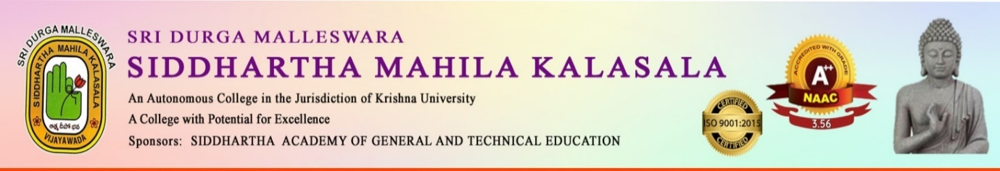 SRI DURGA MALLESWARA
SIDDHARTHA MAHILA KALASALA
ఆత్మ దీపో భవ
VIJAYAWADA
SRI DURGA MALLESWARA
SIDDHARTHA MAHILA KALASALA
An Autonomous College in the Jurisdiction of Krishna University
A College with Potential for Excellence
Sponsors: SIDDHARTHA ACADEMY OF GENERAL AND TECHNICAL EDUCATION
CERTIFIED
ISO 9001:2015
CERTIFIED
ACCREDITED WITH GRADE
A++
NAAC
3.56